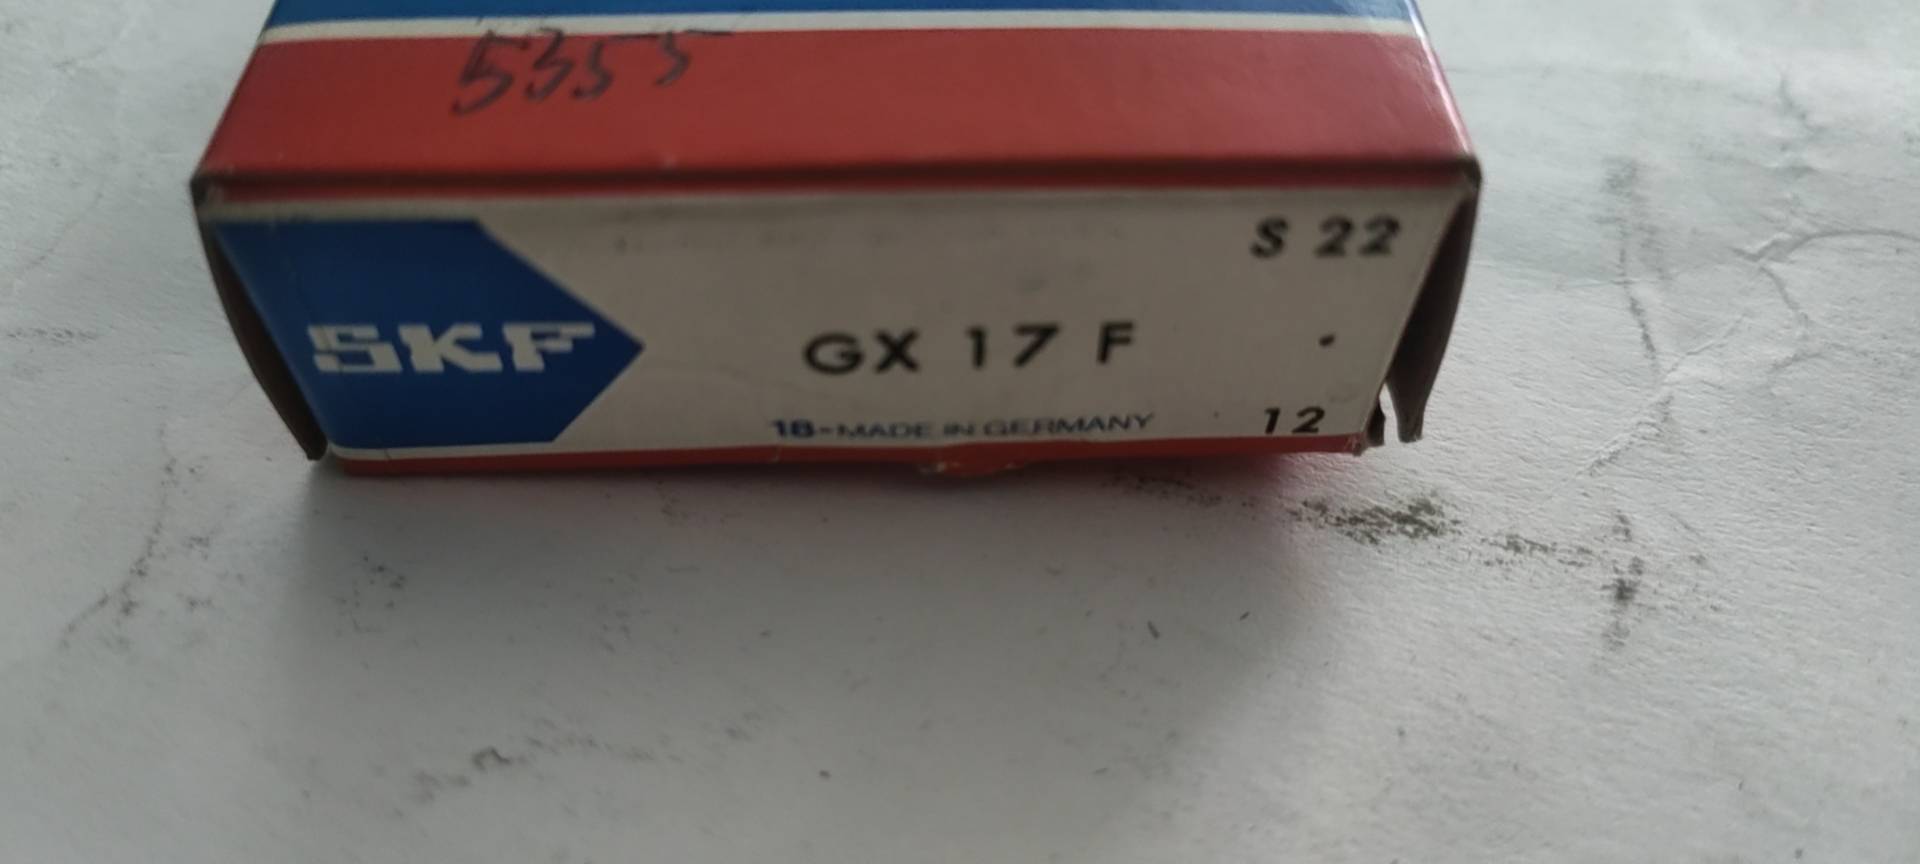 5355
S 22
SKF
GX 17 F
18-MADE IN GERMANY
12